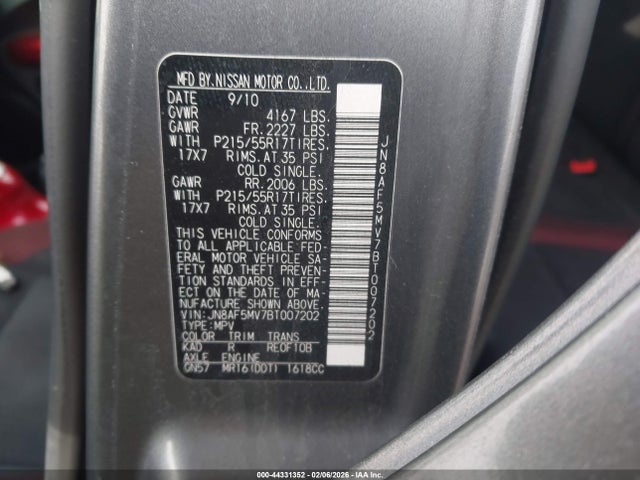 MFD BY.NISSAN MOTOR CO.,LTD.
DATE 9/10
GVWR 4167 LBS.
GAWR FR.2227 LBS.
WITH P215/55R17TIRES.
17X7 RIMS.AT 35 PSI
COLD SINGLE.
GAWR RR.2006 LBS.
WITH P215/55R17TIRES.
17X7 RIMS.AT 35 PSI
COLD SINGLE.
THIS VEHICLE CONFORMS
TO ALL APPLICABLE FED-
ERAL MOTOR VEHICLE SA-
FETY AND THEFT PREVEN-
TION STANDARDS IN EFF-
ECT ON THE DATE OF MA-
NUFACTURE SHOWN ABOVE.
VIN:JN8AF5MV7BT007202
TYPE:MPV
COLOR TRIM TRANS
KAD R RE0F10B
AXLE ENGINE
GN57 MR16(DDT) 1618CC
JN8AF5MV7BT007202
000-44331352 (02/06/2026) - IAA Inc.